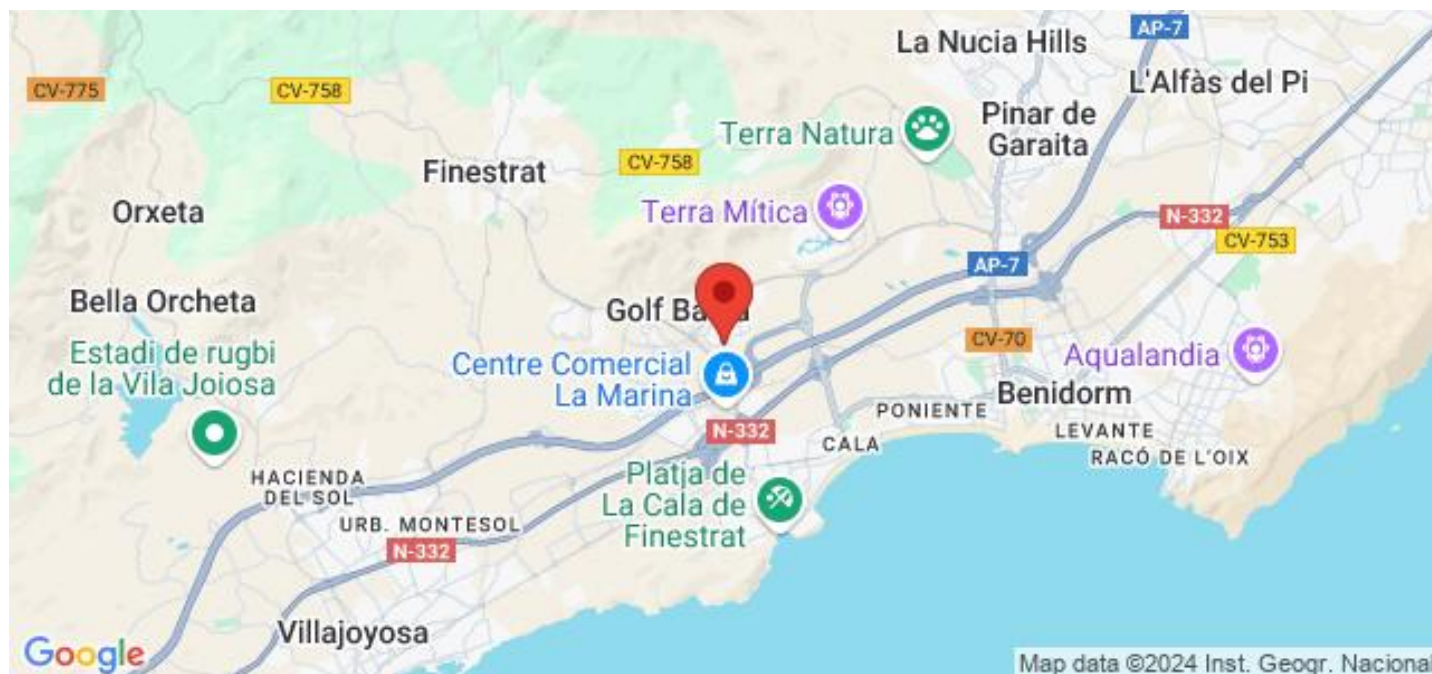 AP-7
La Nucia Hills
L'Alfàs del Pi
CV-775
CV-758
Terra Natura
Pinar de
Garaita
Finestrat
CV-758
Orxeta
Terra Mítica
N-332
CV-753
AP-7
Bella Orcheta
Golf
Estadi de rugbi
de la Vila Joiosa
Centre Comercial
La Marina
CV-70
Aqualandia
Benidorm
PONIENTE
LEVANTE
N-332
CALA
RACÓ DE L'OIX
HACIENDA
DEL SOL
Platja de
La Cala de
Finestrat
URB. MONTESOL
N-332
Villajoyosa
Google
Map data ©2024 Inst. Geogr. Nacional